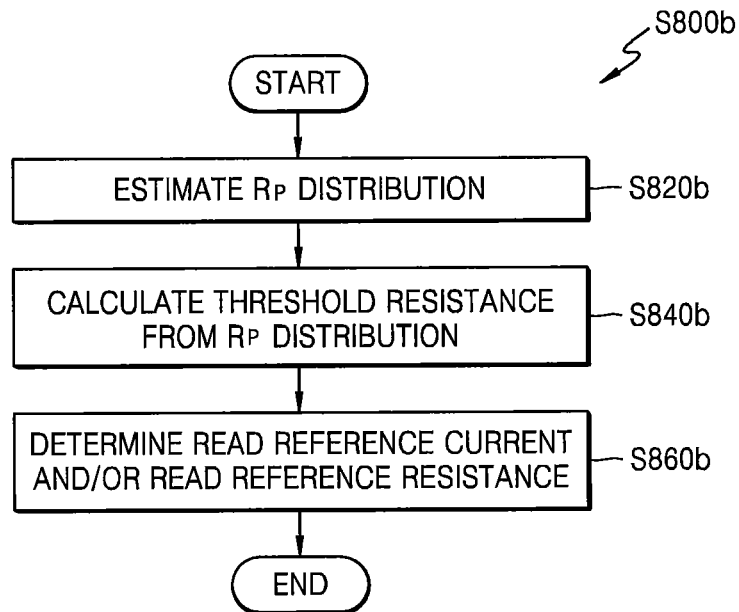 S800b
START
ESTIMATE RP DISTRIBUTION
S820b
CALCULATE THRESHOLD RESISTANCE
FROM RP DISTRIBUTION
S840b
DETERMINE READ REFERENCE CURRENT
AND/OR READ REFERENCE RESISTANCE
S860b
END